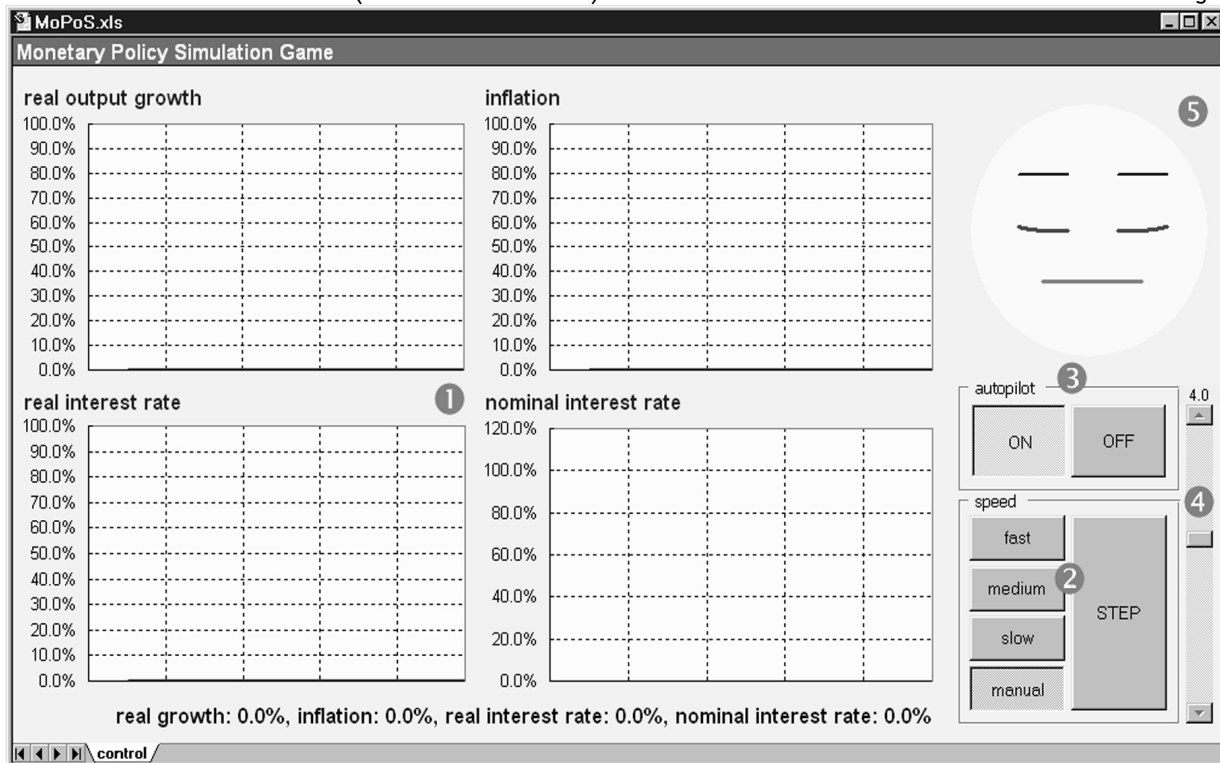 MoPoS.xls
Monetary Policy Simulation Game
real output growth
100.0%
90.0%
80.0%
70.0%
60.0%
50.0%
40.0%
30.0%
20.0%
10.0%
0.0%
inflation
100.0%
90.0%
80.0%
70.0%
60.0%
50.0%
40.0%
30.0%
20.0%
10.0%
0.0%
5
real interest rate
1
100.0%
90.0%
80.0%
70.0%
60.0%
50.0%
40.0%
30.0%
20.0%
10.0%
0.0%
nominal interest rate
120.0%
100.0%
80.0%
60.0%
40.0%
20.0%
0.0%
autopilot
3
ON
OFF
4.0
4
speed
fast
medium
2
slow
manual
STEP
real growth: 0.0%, inflation: 0.0%, real interest rate: 0.0%, nominal interest rate: 0.0%
control